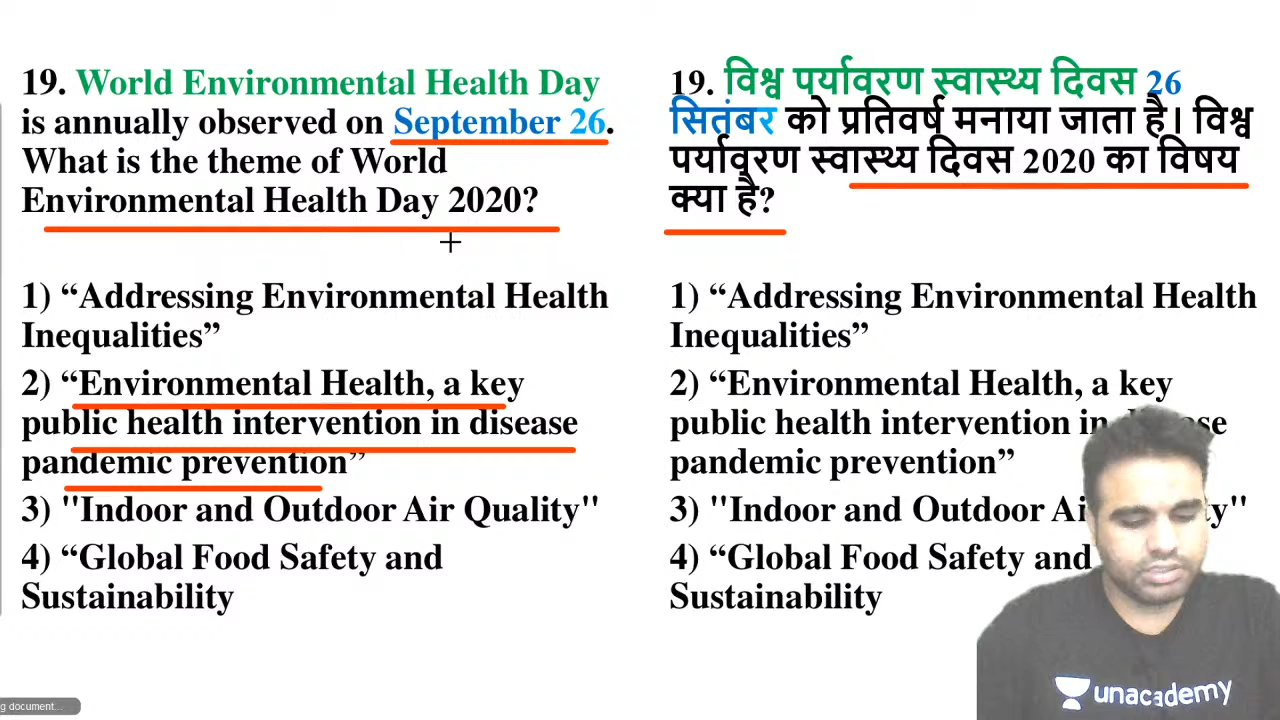 19. World Environmental Health Day
is annually observed on September 26.
What is the theme of World
Environmental Health Day 2020?
1) “Addressing Environmental Health
Inequalities”
2) “Environmental Health, a key
public health intervention in disease
pandemic prevention”
3) "Indoor and Outdoor Air Quality"
4) “Global Food Safety and
Sustainability
19. विश्व पर्यावरण स्वास्थ्य दिवस 26
सितंबर को प्रतिवर्ष मनाया जाता है। विश्व
पर्यावरण स्वास्थ्य दिवस 2020 का विषय
क्या है?
1) “Addressing Environmental Health
Inequalities”
2) “Environmental Health, a key
public health intervention in
pandemic prevention”
3) "Indoor and Outdoor
4) “Global Food Safety and
Sustainability
unacademy
document...